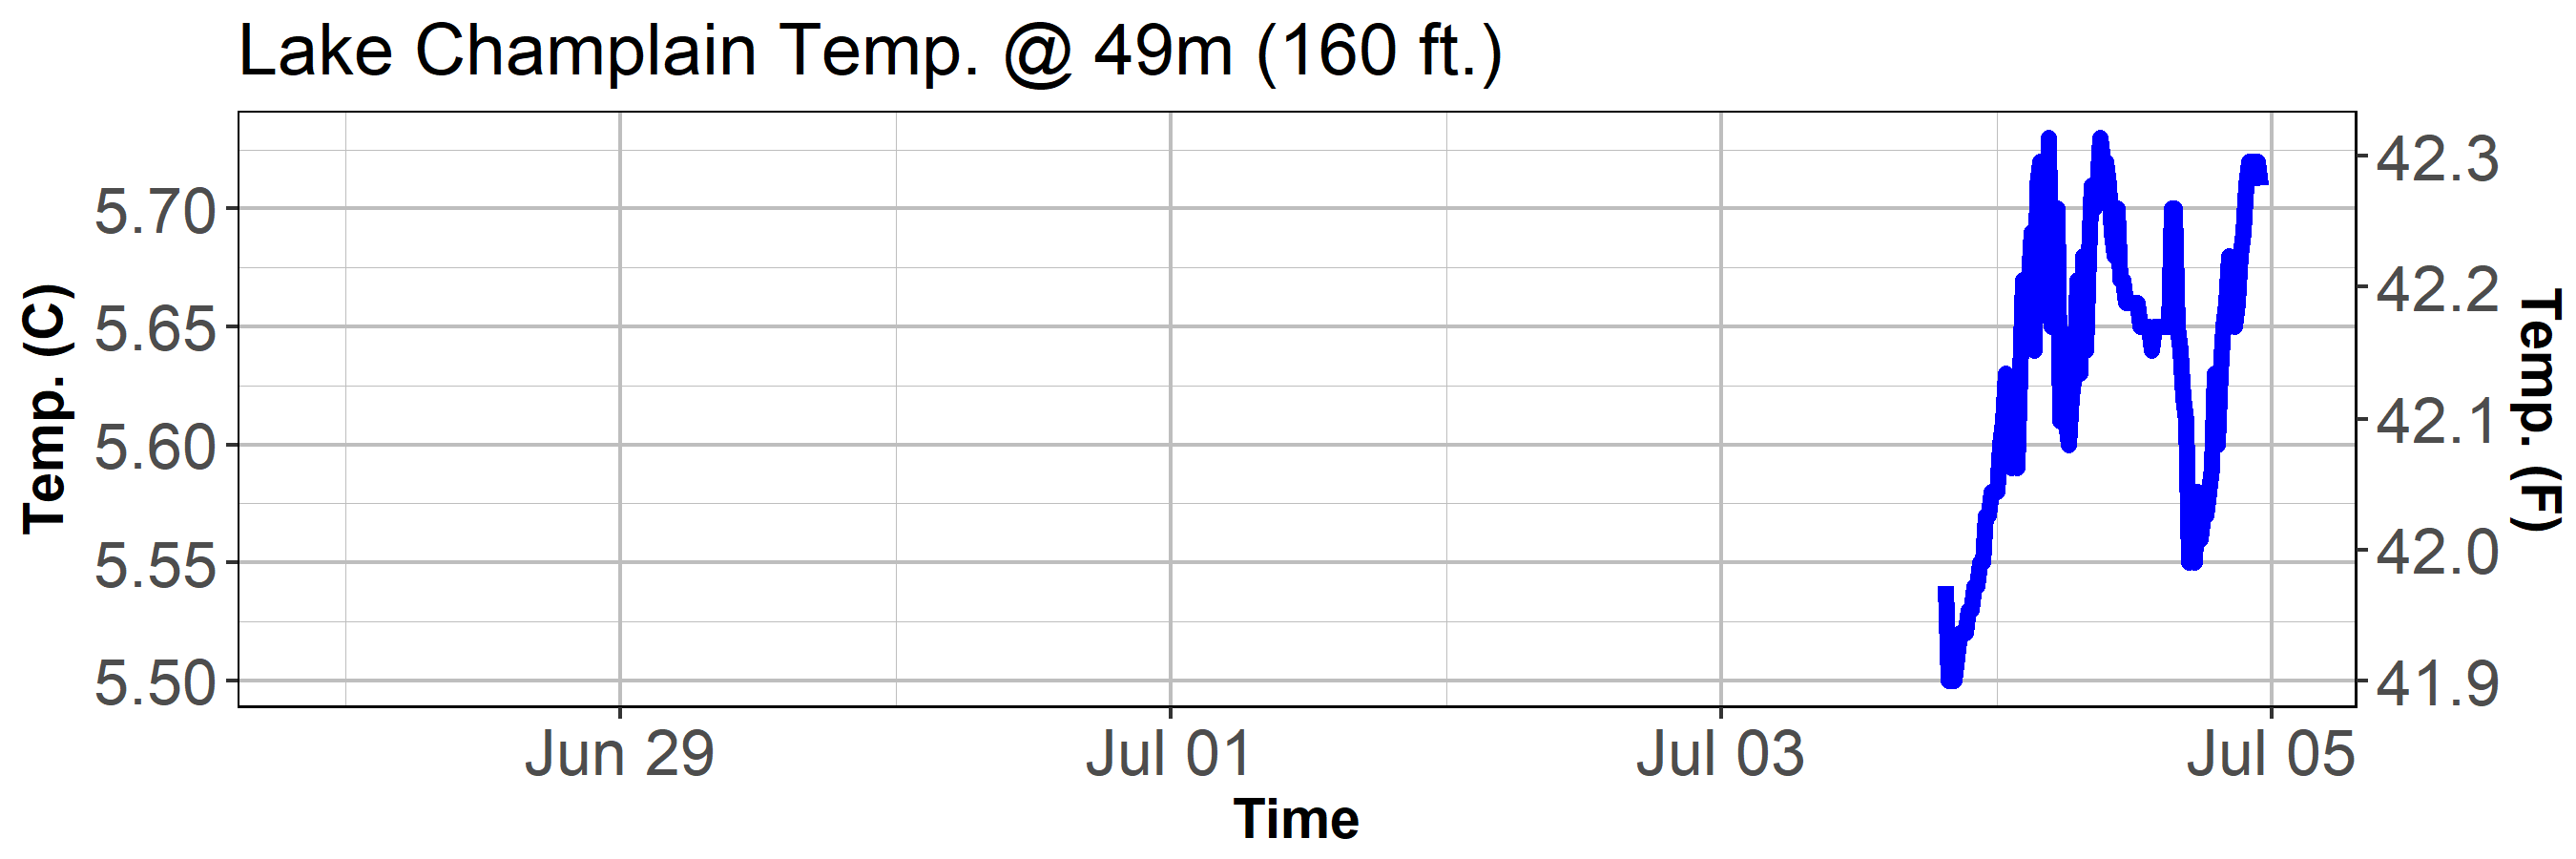 Lake Champlain Temp. @ 49m (160 ft.)
Temp. (C)
5.70
5.65
5.60
5.55
5.50
42.3
42.2
42.1
42.0
41.9
Temp. (F)
Jun 29
Jul 01
Jul 03
Jul 05
Time